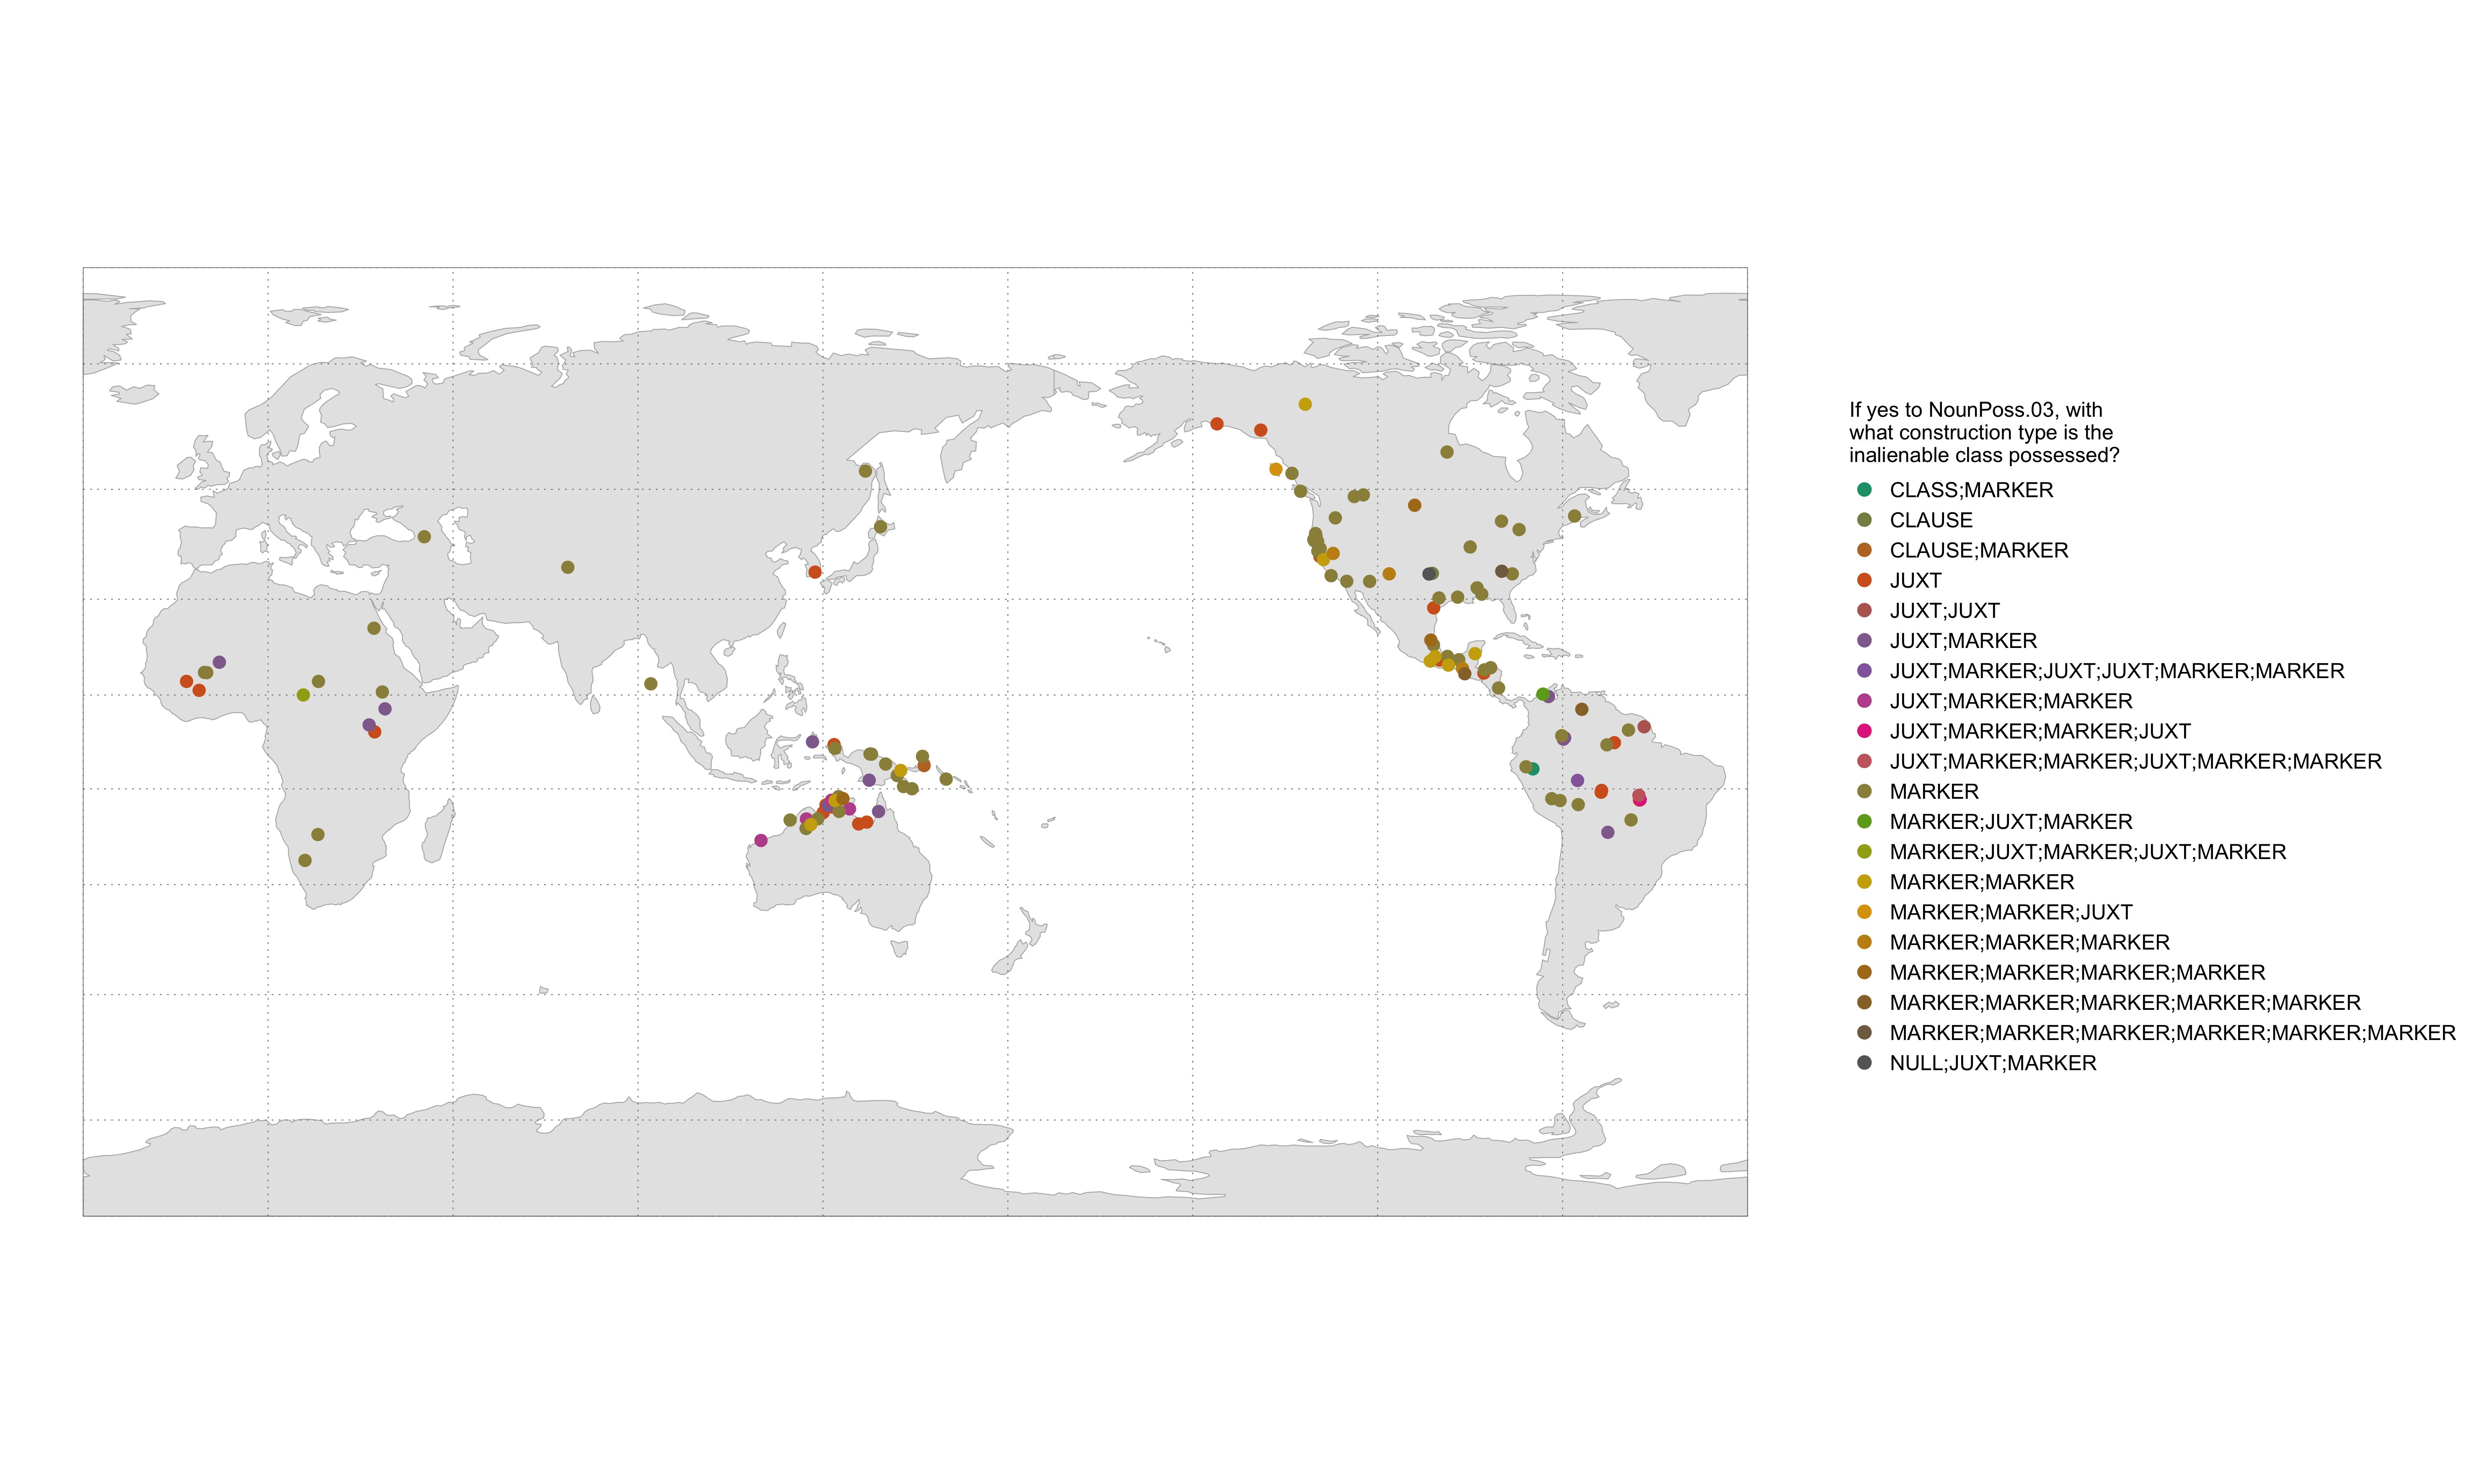 If yes to NounPoss.03, with
what construction type is the
inalienable class possessed?
CLASS;MARKER
CLAUSE
CLAUSE;MARKER
JUXT
JUXT;JUXT
JUXT;MARKER
JUXT;MARKER;JUXT;JUXT;MARKER;MARKER
JUXT;MARKER;MARKER
JUXT;MARKER;MARKER;JUXT
JUXT;MARKER;MARKER;JUXT;MARKER;MARKER
MARKER
MARKER;JUXT;MARKER
MARKER;JUXT;MARKER;JUXT;MARKER
MARKER;MARKER
MARKER;MARKER;JUXT
MARKER;MARKER;MARKER
MARKER;MARKER;MARKER;MARKER
MARKER;MARKER;MARKER;MARKER;MARKER
MARKER;MARKER;MARKER;MARKER;MARKER;MARKER
NULL;JUXT;MARKER